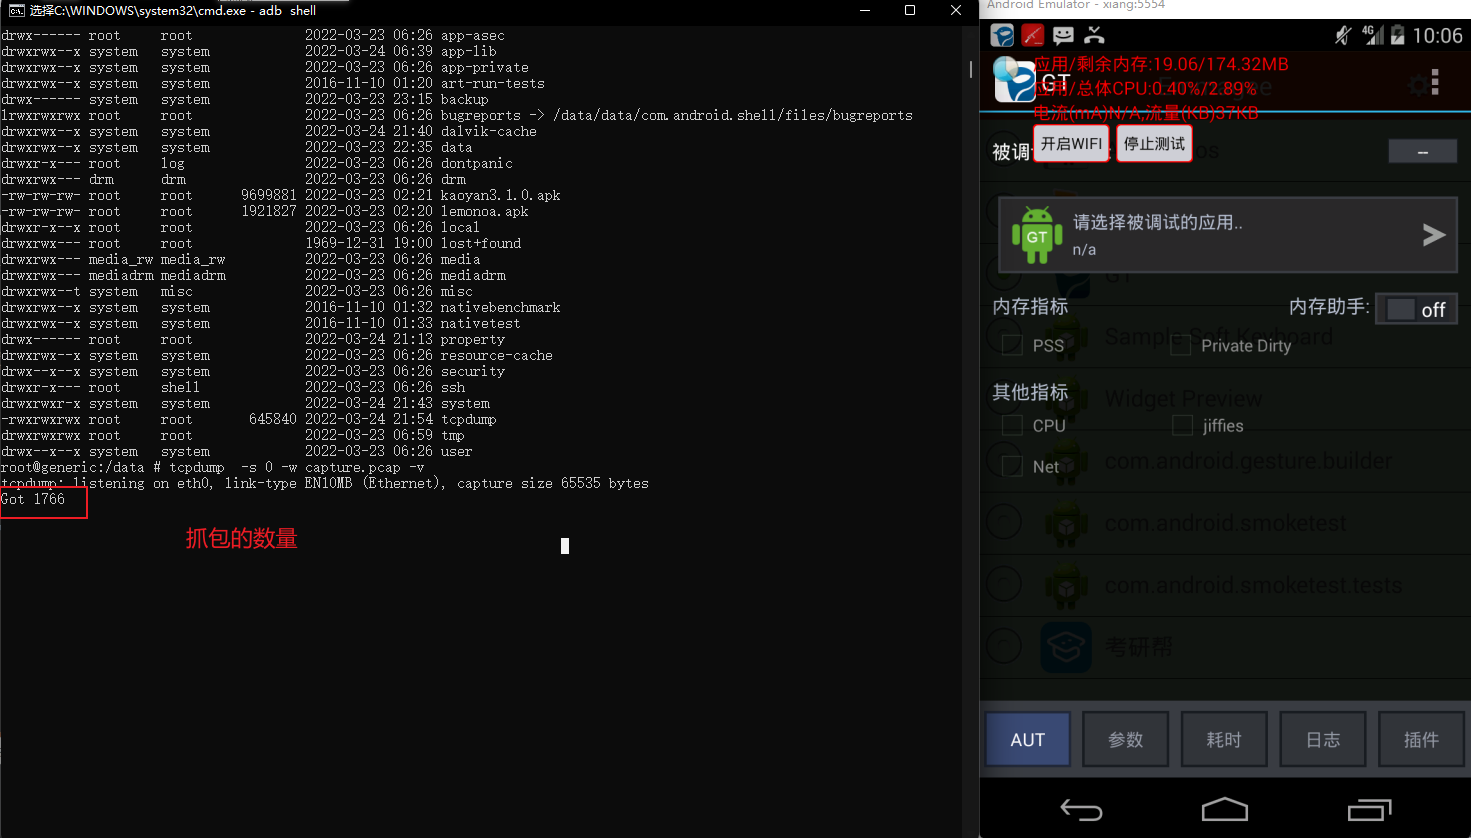 选择C:\WINDOWS\system32\cmd.exe - adb  shell
drwx------ root     root              2022-03-23 06:26 app-asec
drwxrwx--x system   system            2022-03-24 06:39 app-lib
drwxrwx--x system   system            2022-03-23 06:26 app-private
drwxrwx--x system   system            2016-11-10 01:20 art-run-tests
drwx------ system   system            2022-03-23 23:15 backup
lrwxrwxrwx root     root              2022-03-23 06:26 bugreports -> /data/data/com.android.shell/files/bugreports
drwxrwx--x system   system            2022-03-24 21:40 dalvik-cache
drwxrwx--x system   system            2022-03-23 22:35 data
drwxr-x--- root     log               2022-03-23 06:26 dontpanic
drwxrwx--- drm      drm               2022-03-23 06:26 drm
-rw-rw-rw- root     root      9699881 2022-03-23 02:21 kaoyan3.1.0.apk
-rw-rw-rw- root     root      1921827 2022-03-23 02:20 lemonoa.apk
drwxr-x--x root     root              2022-03-23 06:26 local
drwxrwx--- root     root              1969-12-31 19:00 lost+found
drwxrwx--- media_rw media_rw          2022-03-23 06:26 media
drwxrwx--- mediadrm mediadrm          2022-03-23 06:26 mediadrm
drwxrwx--t system   misc              2022-03-23 06:26 misc
drwxrwx--x system   system            2016-11-10 01:32 nativebenchmark
drwxrwx--x system   system            2016-11-10 01:33 nativetest
drwx------ root     root              2022-03-24 21:13 property
drwxrwx--x system   system            2022-03-23 06:26 resource-cache
drwxr-x--x system   system            2022-03-23 06:26 security
drwxr-x--- root     shell             2022-03-23 06:26 ssh
drwxrwxr-x system   system            2022-03-24 21:43 system
-rwxrwxrwx root     root       645840 2022-03-24 21:54 tcpdump
drwxrwxrwx root     root              2022-03-23 06:59 tmp
drwx--x--x system   system            2022-03-23 06:26 user
root@generic:/data # tcpdump  -s 0 -w capture.pcap -v
tcpdump: listening on eth0, link-type EN10MB (Ethernet), capture size 65535 bytes
Got 1766
抓包的数量
Android Emulator - xiang:5554
4G
10:06
应用/剩余内存:19.06/174.32MB
GT
应用/总体CPU:0.40%/2.89%
电流(mA)N/A,流量(KB)37KB
被调
开启WIFI
停止测试
--
GT
请选择被调试的应用..
n/a
GT
内存指标
内存助手:
off
Sample Soft Keyboard
PSS
Private Dirty
其他指标
Widget Preview
CPU
jiffies
com.android.gesture.builder
Net
com.android.smoketest
com.android.smoketest.tests
考研帮
AUT
参数
耗时
日志
插件